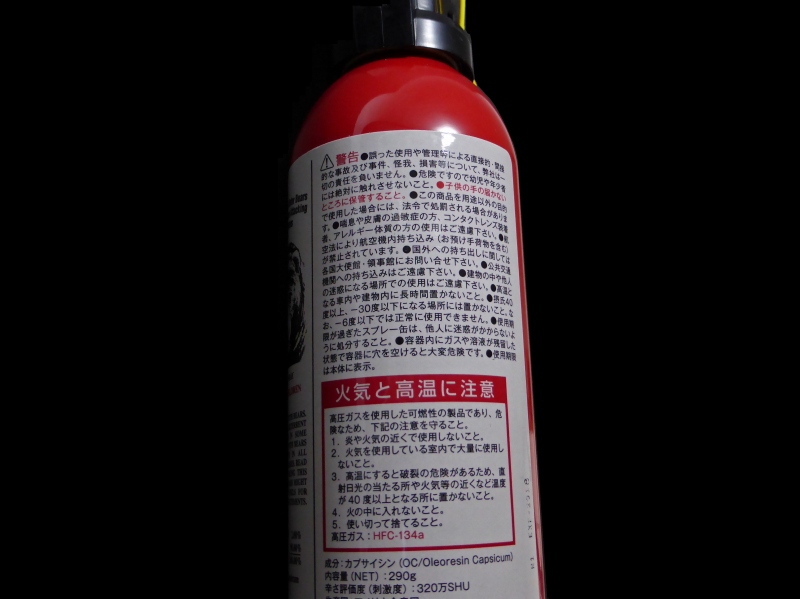 警告●誤った使用や管理等による直接的・間接
的な事故及び事件、怪我、損害等について、弊社は一
切の責任を負いません。●危険ですので幼児や年少者
には絶対に触れさせないこと。●子供の手の届かない
ところに保管すること。●この商品を用途以外の目的
で使用した場合には、法令で処罰される場合がありま
す。●喘息や皮膚の過敏症の方、コンタクトレンズ装着
者、アレルギー体質の方の使用はご遠慮下さい。●航
空法により航空機内持ち込み(お預け手荷物を含む)
が禁止されています。●国外への持ち出しに関しては
各国大使館・領事館にお問い合せ下さい。●公共交通
機関への持ち込みはご遠慮下さい。●建物の中や他人
の迷惑になる場所での使用はご遠慮下さい。●高温と
なる車内や建物内に長時間置かないこと。●摂氏40
度以上、−30度以下になる場所には置かないこと。な
お、−6度以下では正常に使用できません。●使用期
限が過ぎたスプレー缶は、他人に迷惑がかからないよ
うに処分すること。●容器内にガスや溶液が残留した
状態で容器に穴を空けると大変危険です。●使用期限
は本体に表示。
火気と高温に注意
高圧ガスを使用した可燃性の製品であり、危
険なため、下記の注意を守ること。
1. 炎や火気の近くで使用しないこと。
2. 火気を使用している室内で大量に使用し
ないこと。
3. 高温にすると破裂の危険があるため、直
射日光の当たる所や火気等の近くなど温度
が40度以上となる所に置かないこと。
4. 火の中に入れないこと。
5. 使い切って捨てること。
高圧ガス:HFC-134a
成分:カプサイシン(OC/Oleoresin Capsicum)
内容量(NET):290g
辛さ評価度(刺激度):320万SHU